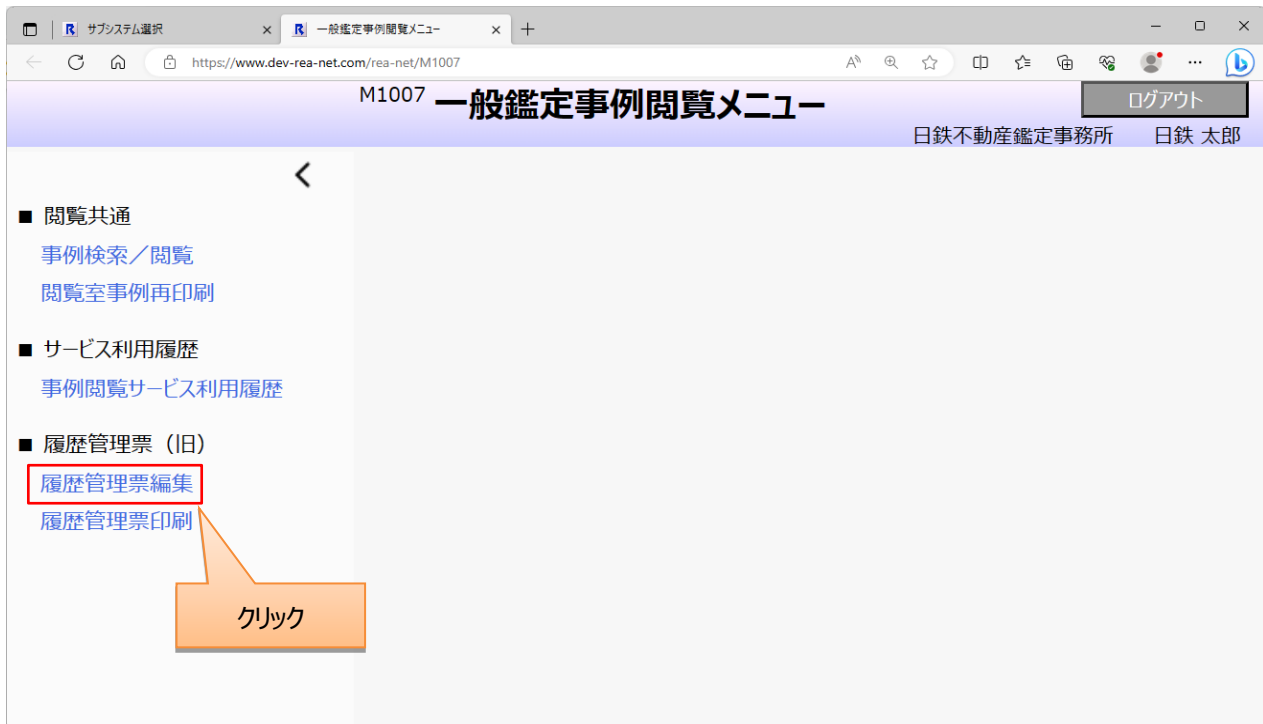 サブシステム選択
一般鑑定事例閲覧メニュー
https://www.dev-rea-net.com/rea-net/M1007
M1007 一般鑑定事例閲覧メニュー
ログアウト
日鉄不動産鑑定事務所 日鉄 太郎
■ 閲覧共通
事例検索／閲覧
閲覧室事例再印刷
■ サービス利用履歴
事例閲覧サービス利用履歴
■ 履歴管理票（旧）
履歴管理票編集
履歴管理票印刷
クリック